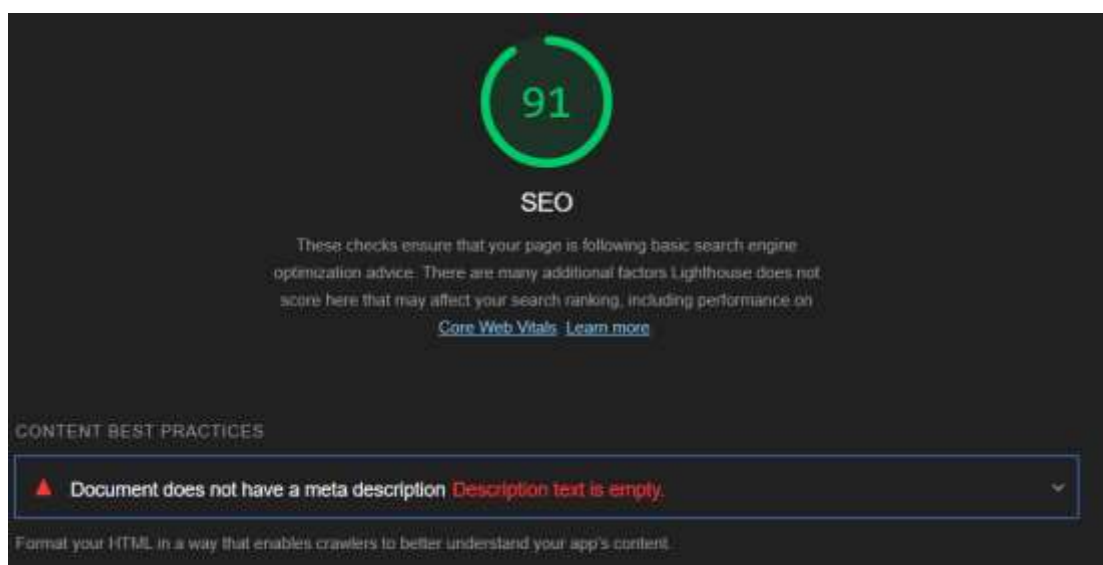 91
SEO
These checks ensure that your page is following basic search engine
optimization advice. There are many additional factors Lighthouse does not
score here that may affect your search ranking, including performance on
Core Web Vitals. Learn more
CONTENT BEST PRACTICES
Document does not have a meta description Description text is empty.
Format your HTML in a way that enables crawlers to better understand your app's content.